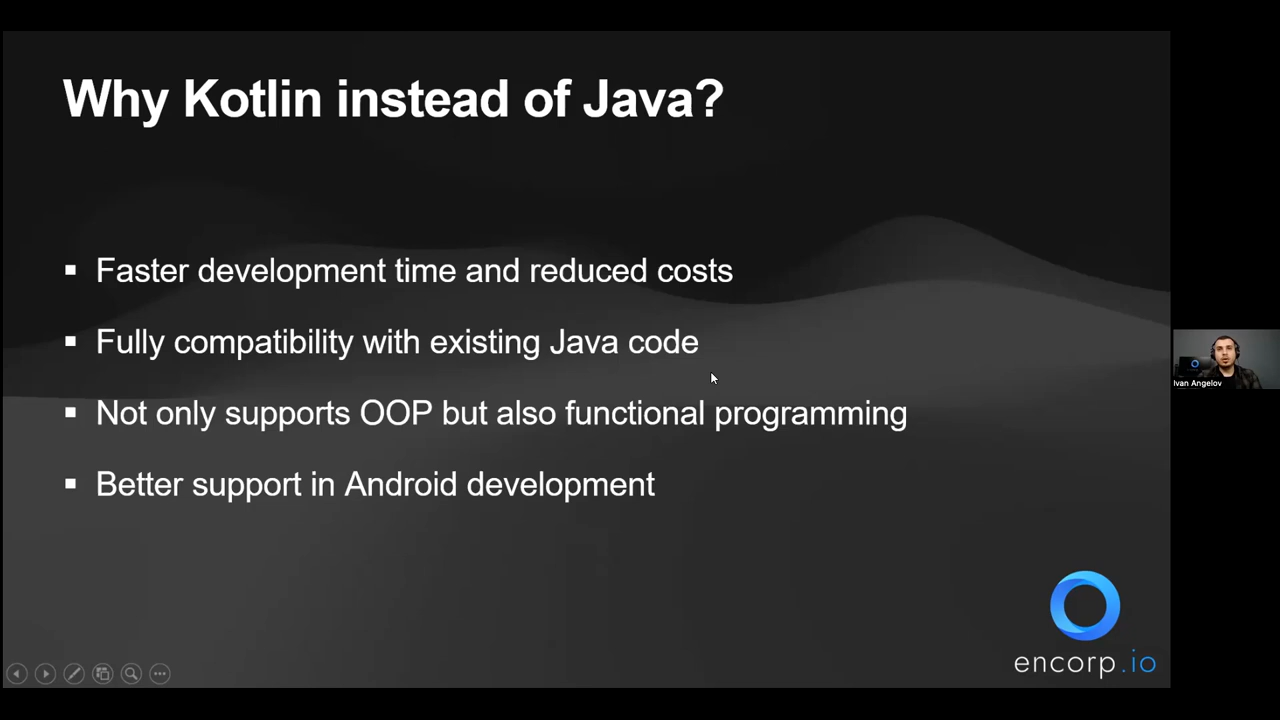 Why Kotlin instead of Java?
▪ Faster development time and reduced costs
▪ Fully compatibility with existing Java code
▪ Not only supports OOP but also functional programming
▪ Better support in Android development
Ivan Angelov
encorp.io